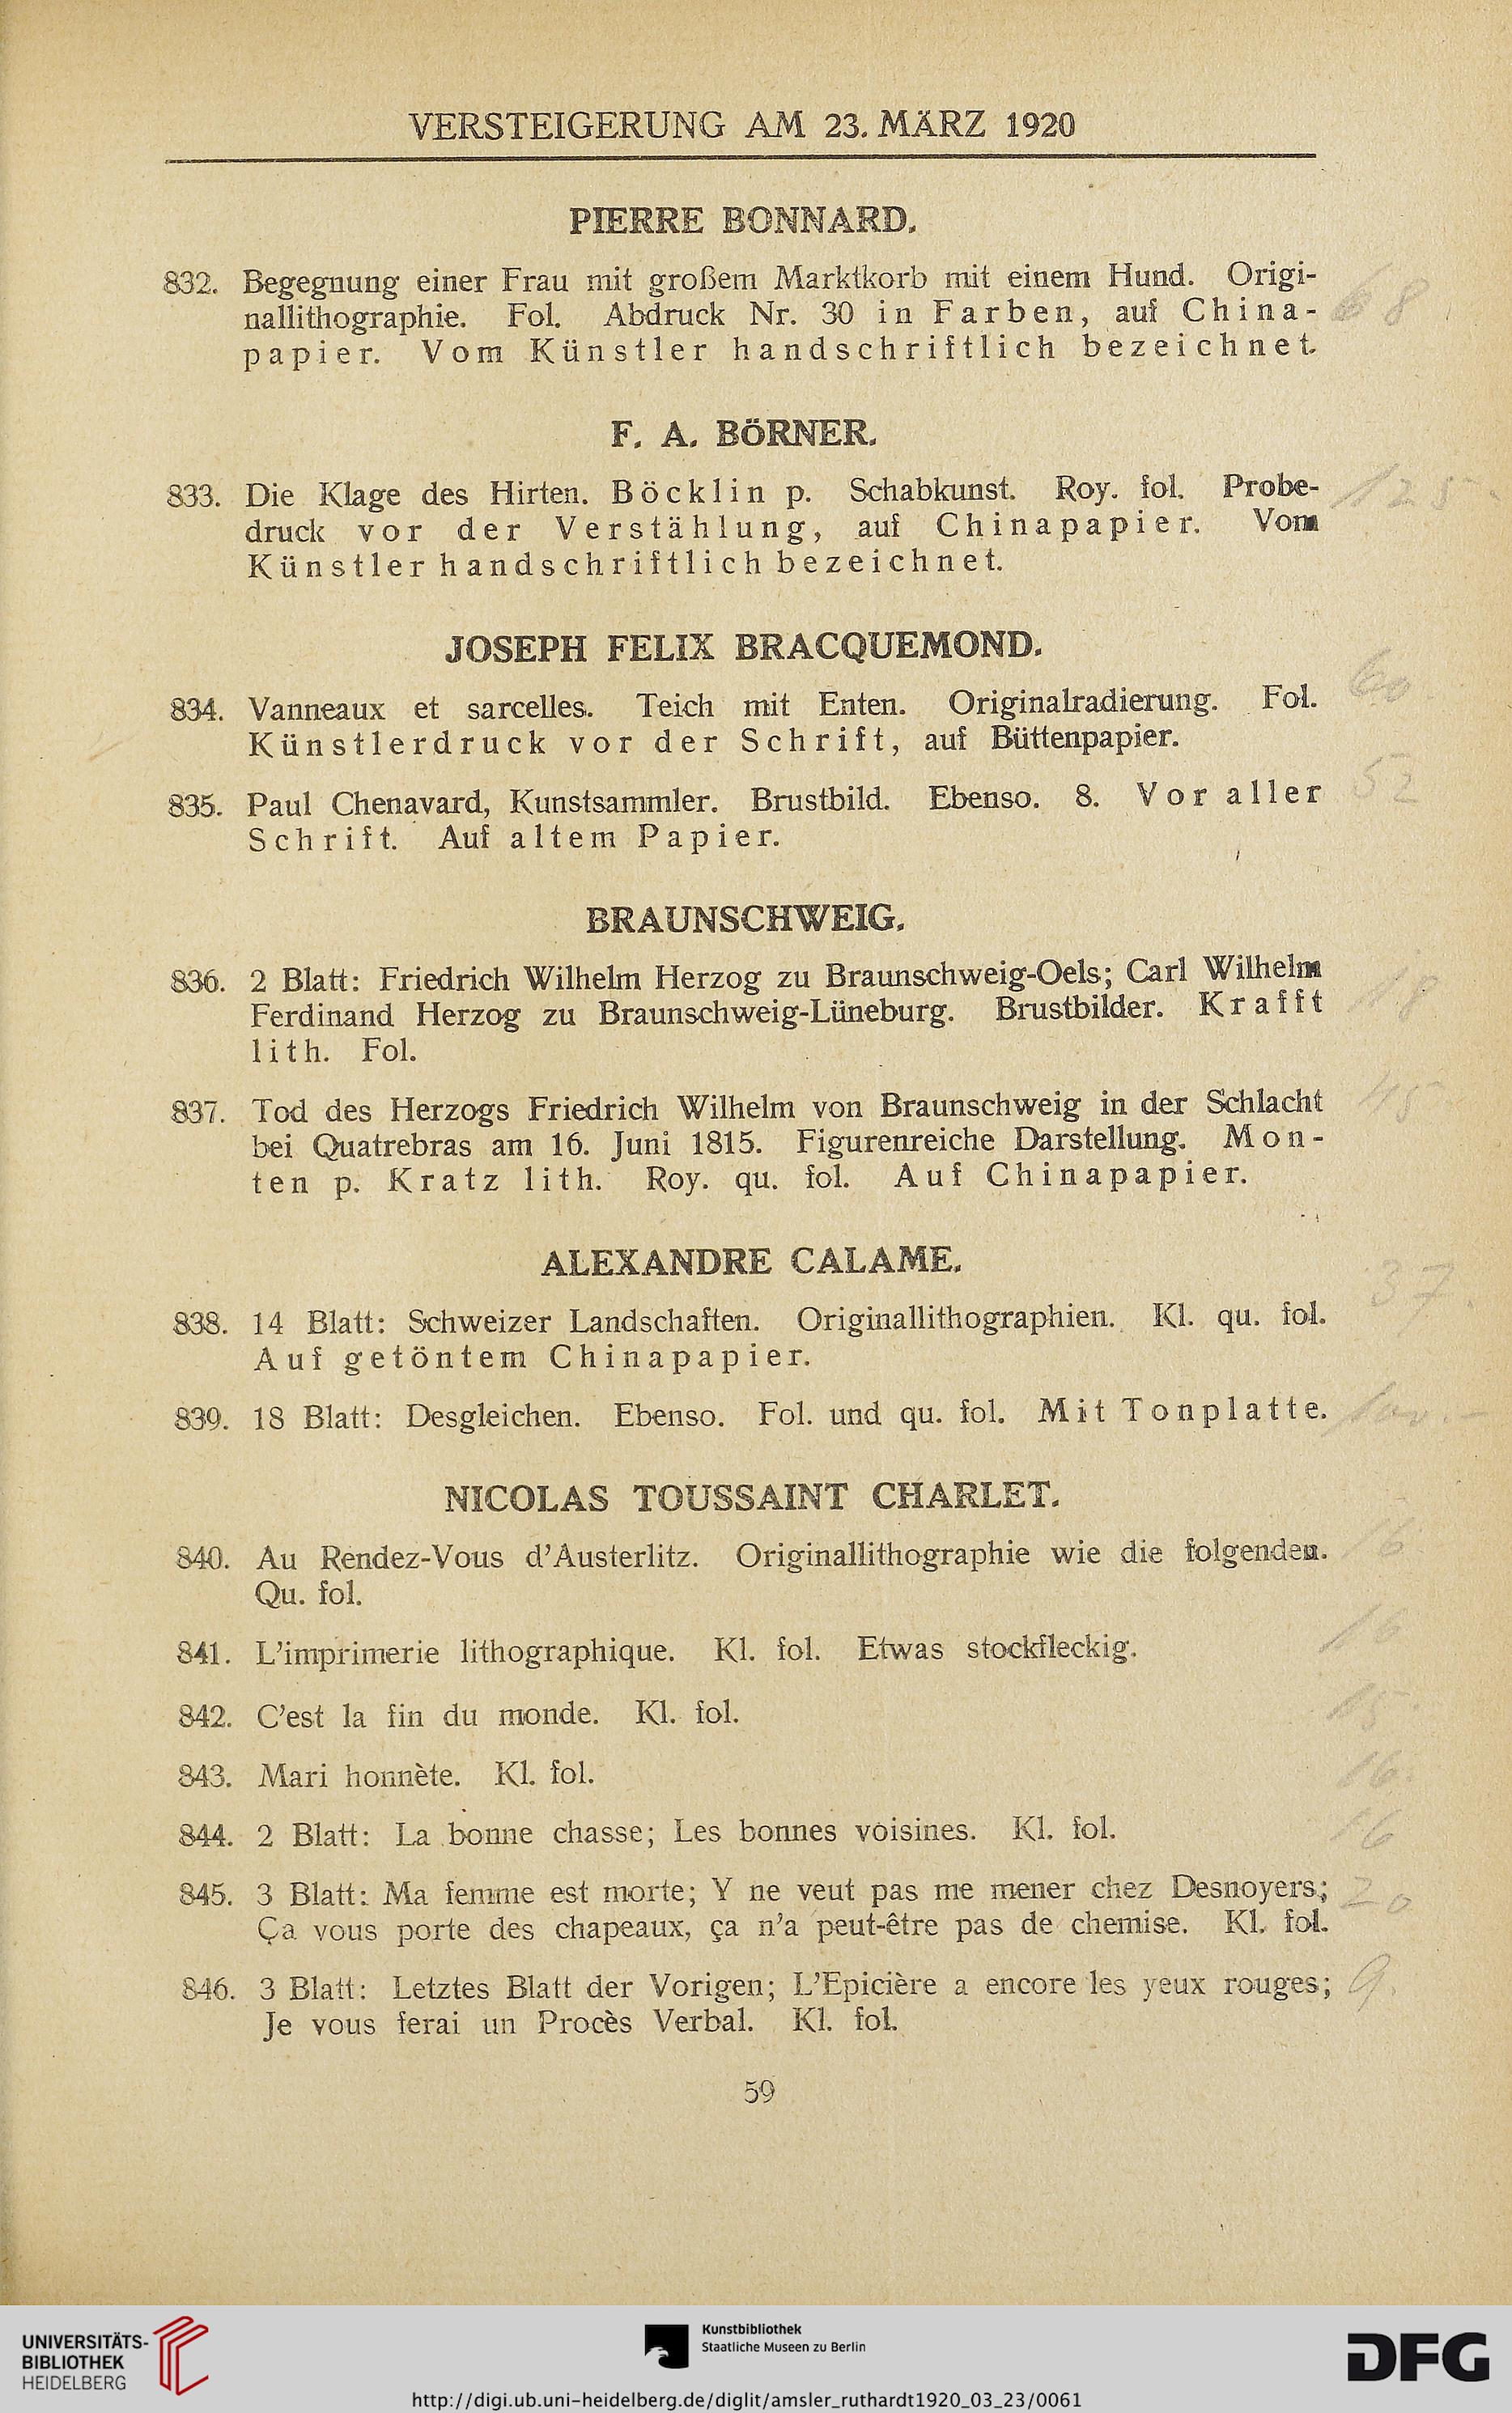 VERSTEIGERUNG AM 23. MÄRZ 1920
PIERRE BONNARD.
832. Begegnung einer Frau mit großem Marktkorb mit einem Hund. Origi-
nallithographie. Fol. Abdruck Nr. 30 in Farben, auf China-
papier. Vom Künstler handschriftlich bezeichnet.
68
F. A. BÖRNER.
833. Die Klage des Hirten. Böcklin p. Schabkunst. Roy. fol. Probe-
druck vor der Verstählung, auf Chinapapier. Vom
Künstler handschriftlich bezeichnet.
125
JOSEPH FELIX BRACQUEMOND.
834. Vanneaux et sarcelles. Teich mit Enten. Originalradierung. Fol.
Künstlerdruck vor der Schrift, auf Büttenpapier.
60
835. Paul Chenavard, Kunstsammler. Brustbild. Ebenso. 8. Vor aller
Schrift. Auf altem Papier.
52
BRAUNSCHWEIG.
836. 2 Blatt: Friedrich Wilhelm Herzog zu Braunschweig-Oels; Carl Wilhelm
Ferdinand Herzog zu Braunschweig-Lüneburg. Brustbilder. Krafft
lith. Fol.
18
837. Tod des Herzogs Friedrich Wilhelm von Braunschweig in der Schlacht
bei Quatrebras am 16. Juni 1815. Figurenreiche Darstellung. Mon-
ten p. Kratz lith. Roy. qu. fol. Auf Chinapapier.
ALEXANDRE CALAME.
838. 14 Blatt: Schweizer Landschaften. Originallithographien. Kl. qu. fol.
Auf getöntem Chinapapier.
37
839. 18 Blatt: Desgleichen. Ebenso. Fol. und qu. fol. Mit Tonplatte.
NICOLAS TOUSSAINT CHARLET.
840. Au Rendez-Vous d'Austerlitz. Originallithographie wie die folgenden.
Qu. fol.
16
841. L'imprimerie lithographique. Kl. fol. Etwas stockfleckig.
16
842. C'est la fin du monde. Kl. fol.
15
843. Mari honnète. Kl. fol.
16
844. 2 Blatt: La bonne chasse; Les bonnes voisines. Kl. fol.
16
845. 3 Blatt: Ma femme est morte; Y ne veut pas me mener chez Desnoyers;
Ça vous porte des chapeaux, ça n'a peut-être pas de chemise. Kl. fol.
20
846. 3 Blatt: Letztes Blatt der Vorigen; L'Epicière a encore les yeux rouges;
Je vous ferai un Procès Verbal. Kl. fol.
9.
59
UNIVERSITÄTS-
BIBLIOTHEK
HEIDELBERG
Kunstbibliothek
Staatliche Museen zu Berlin
DFG
http://digi.ub.uni-heidelberg.de/diglit/amsler_ruthardt1920_03_23/0061